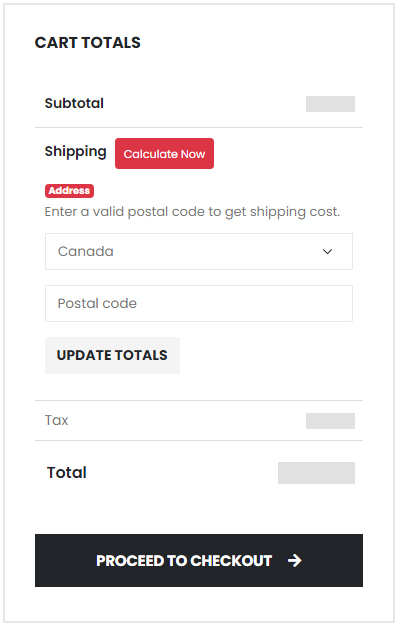 CART TOTALS
Subtotal
Shipping Calculate Now
Address
Enter a valid postal code to get shipping cost.
Canada
Postal code
UPDATE TOTALS
Tax
Total
PROCEED TO CHECKOUT